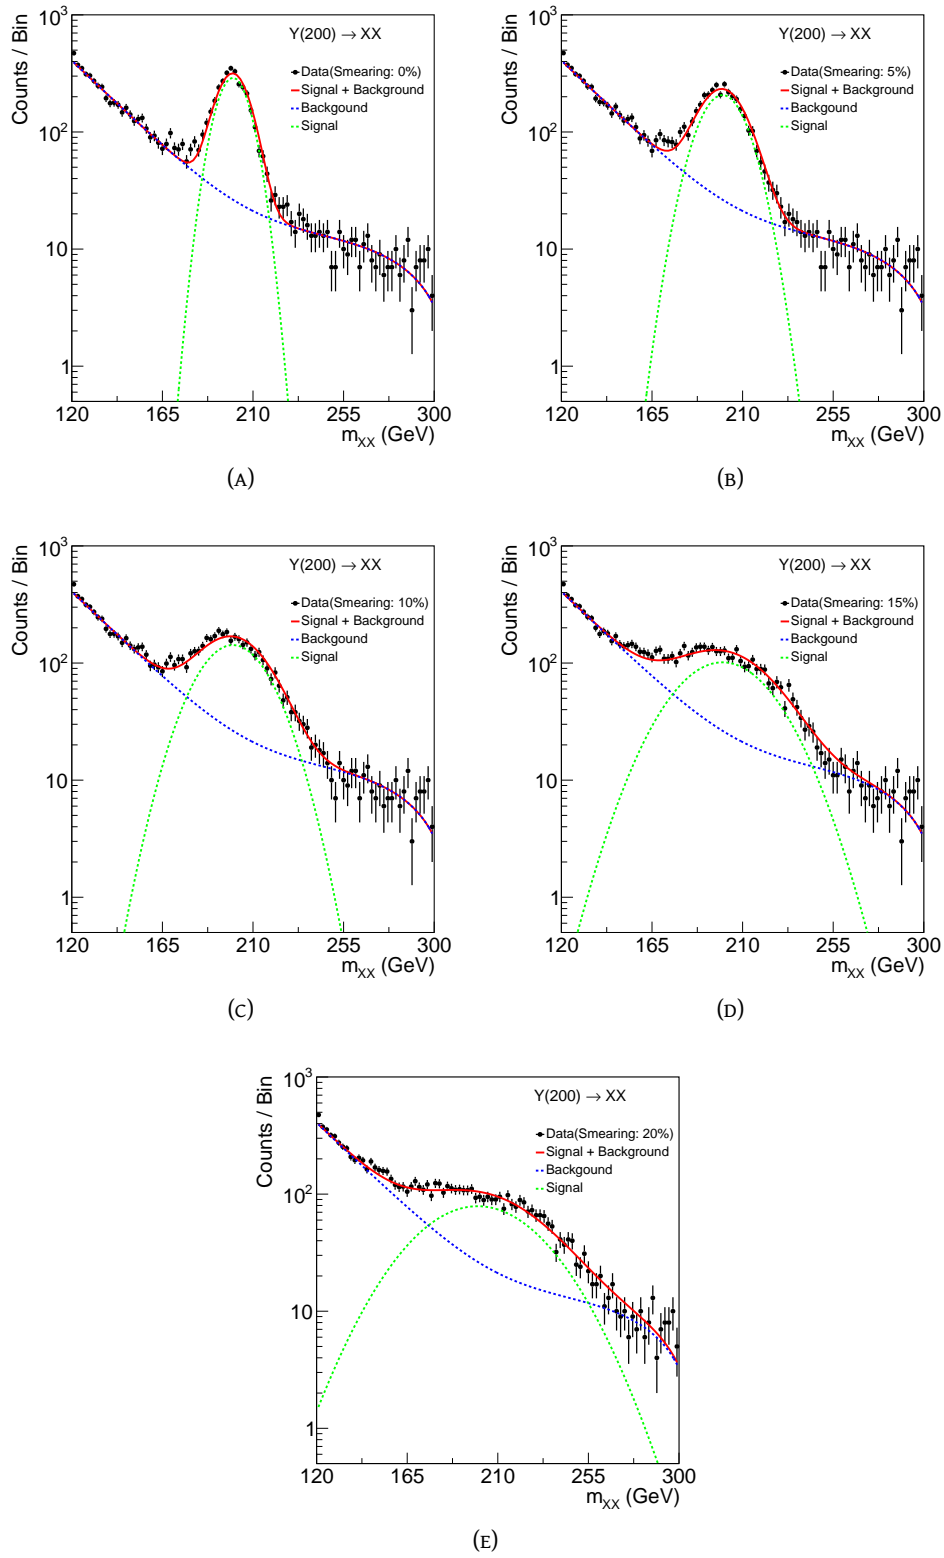 Counts / Bin
10³
10²
10
1
Y(200) → XX
Data(Smearing: 0%)
Signal + Background
Backgound
Signal
120 165 210 255 300
m_XX (GeV)
(A)
Counts / Bin
10³
10²
10
1
Y(200) → XX
Data(Smearing: 5%)
Signal + Background
Backgound
Signal
120 165 210 255 300
m_XX (GeV)
(B)
Counts / Bin
10³
10²
10
1
Y(200) → XX
Data(Smearing: 10%)
Signal + Background
Backgound
Signal
120 165 210 255 300
m_XX (GeV)
(C)
Counts / Bin
10³
10²
10
1
Y(200) → XX
Data(Smearing: 15%)
Signal + Background
Backgound
Signal
120 165 210 255 300
m_XX (GeV)
(D)
Counts / Bin
10³
10²
10
1
Y(200) → XX
Data(Smearing: 20%)
Signal + Background
Backgound
Signal
120 165 210 255 300
m_XX (GeV)
(E)